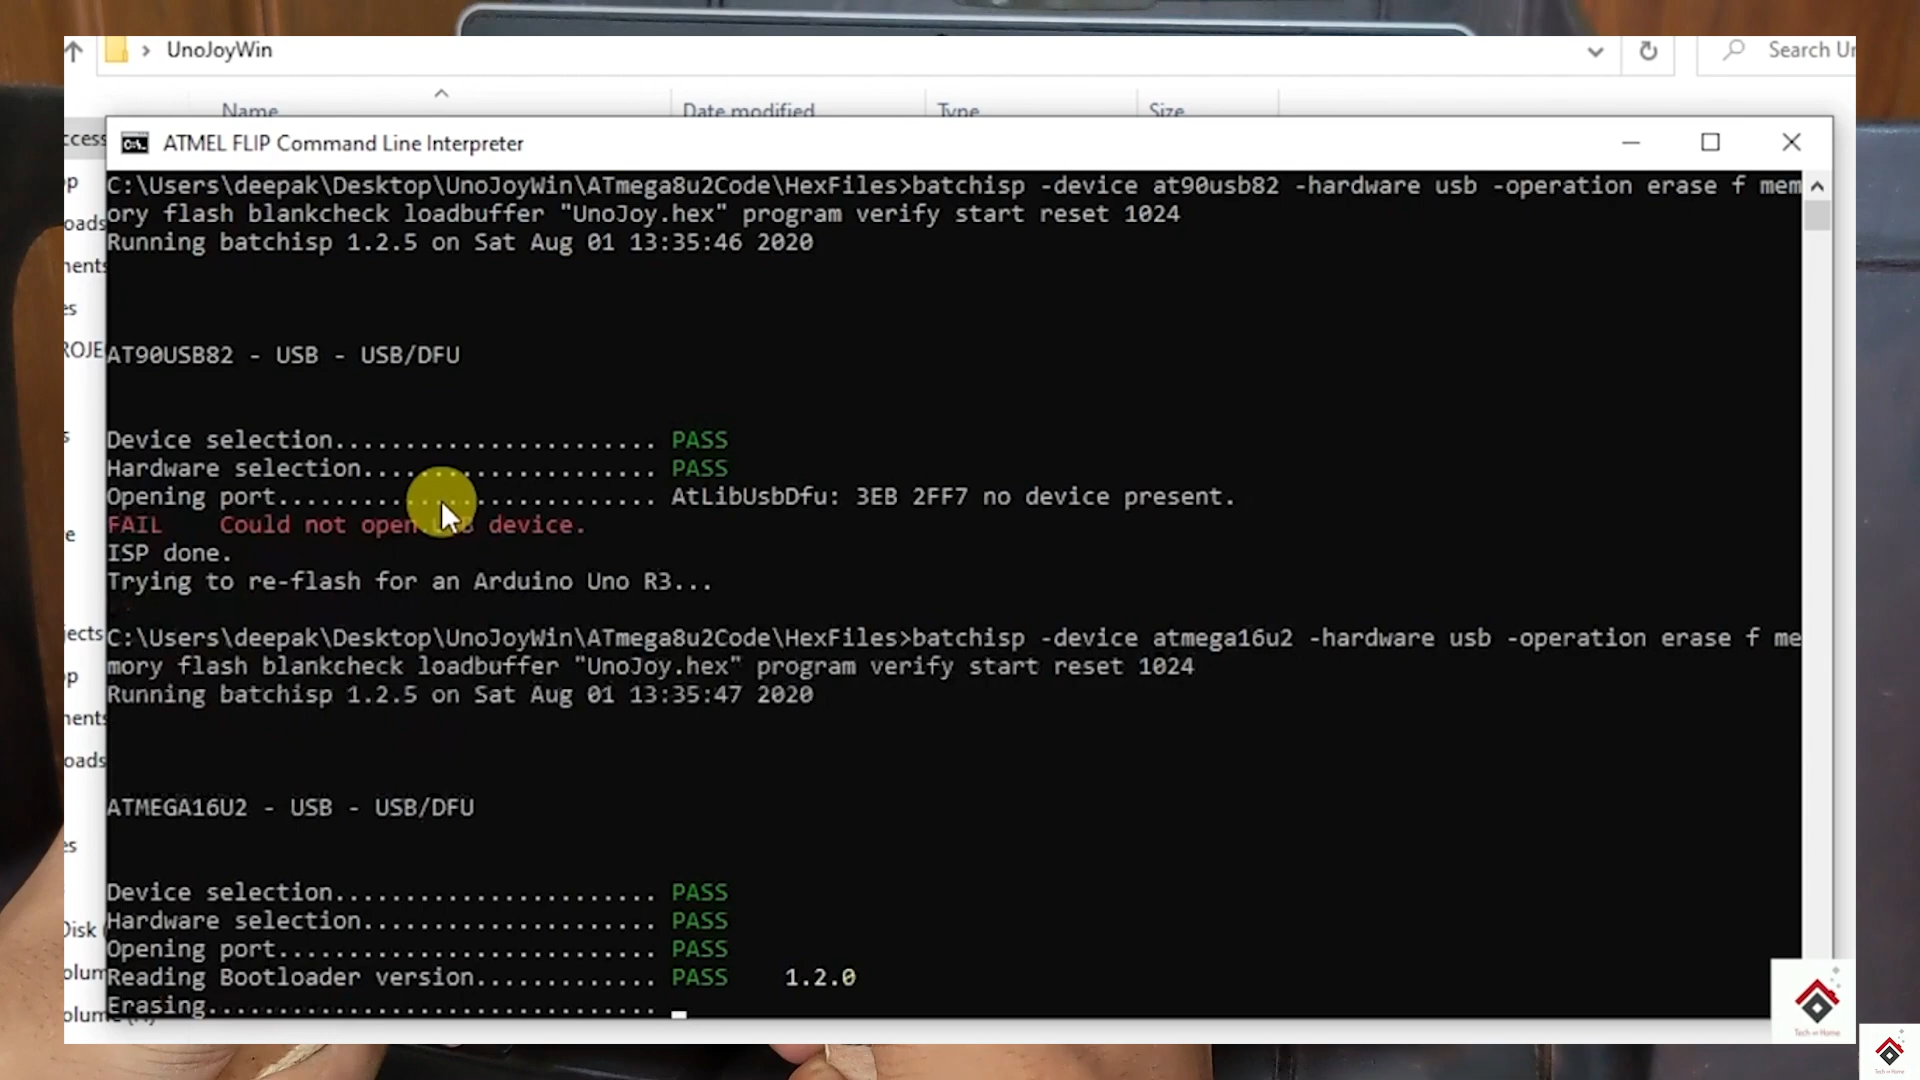 UnoJoyWin
Search Ur
Name
Date modified
Type
Size
ATMEL FLIP Command Line Interpreter
C:\Users\deepak\Desktop\UnoJoyWin\ATmega8u2Code\HexFiles>batchisp -device at90usb82 -hardware usb -operation erase f mem
ory flash blankcheck loadbuffer "UnoJoy.hex" program verify start reset 1024
Running batchisp 1.2.5 on Sat Aug 01 13:35:46 2020
AT90USB82 - USB - USB/DFU
Device selection....................... PASS
Hardware selection..................... PASS
Opening port........................... AtLibUsbDfu: 3EB 2FF7 no device present.
FAIL    Could not open USB device.
ISP done.
Trying to re-flash for an Arduino Uno R3...
C:\Users\deepak\Desktop\UnoJoyWin\ATmega8u2Code\HexFiles>batchisp -device atmega16u2 -hardware usb -operation erase f me
mory flash blankcheck loadbuffer "UnoJoy.hex" program verify start reset 1024
Running batchisp 1.2.5 on Sat Aug 01 13:35:47 2020
ATMEGA16U2 - USB - USB/DFU
Device selection....................... PASS
Hardware selection..................... PASS
Opening port........................... PASS
Reading Bootloader version............. PASS    1.2.0
Erasing................................
Tech at Home